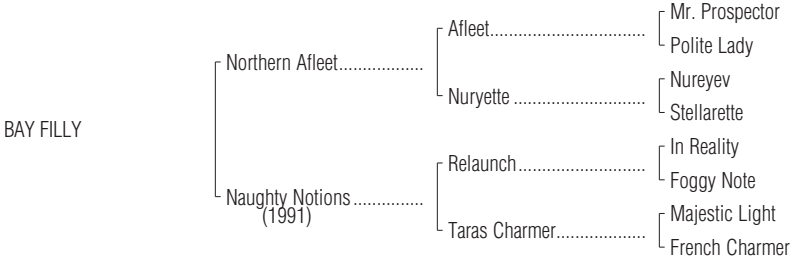 Mr. Prospector
Afleet................................
Polite Lady
Northern Afleet..................
Nureyev
Nuryette ...........................
Stellarette
BAY FILLY
In Reality
Relaunch..........................
Foggy Note
Naughty Notions ...............
(1991)
Majestic Light
Taras Charmer...................
French Charmer